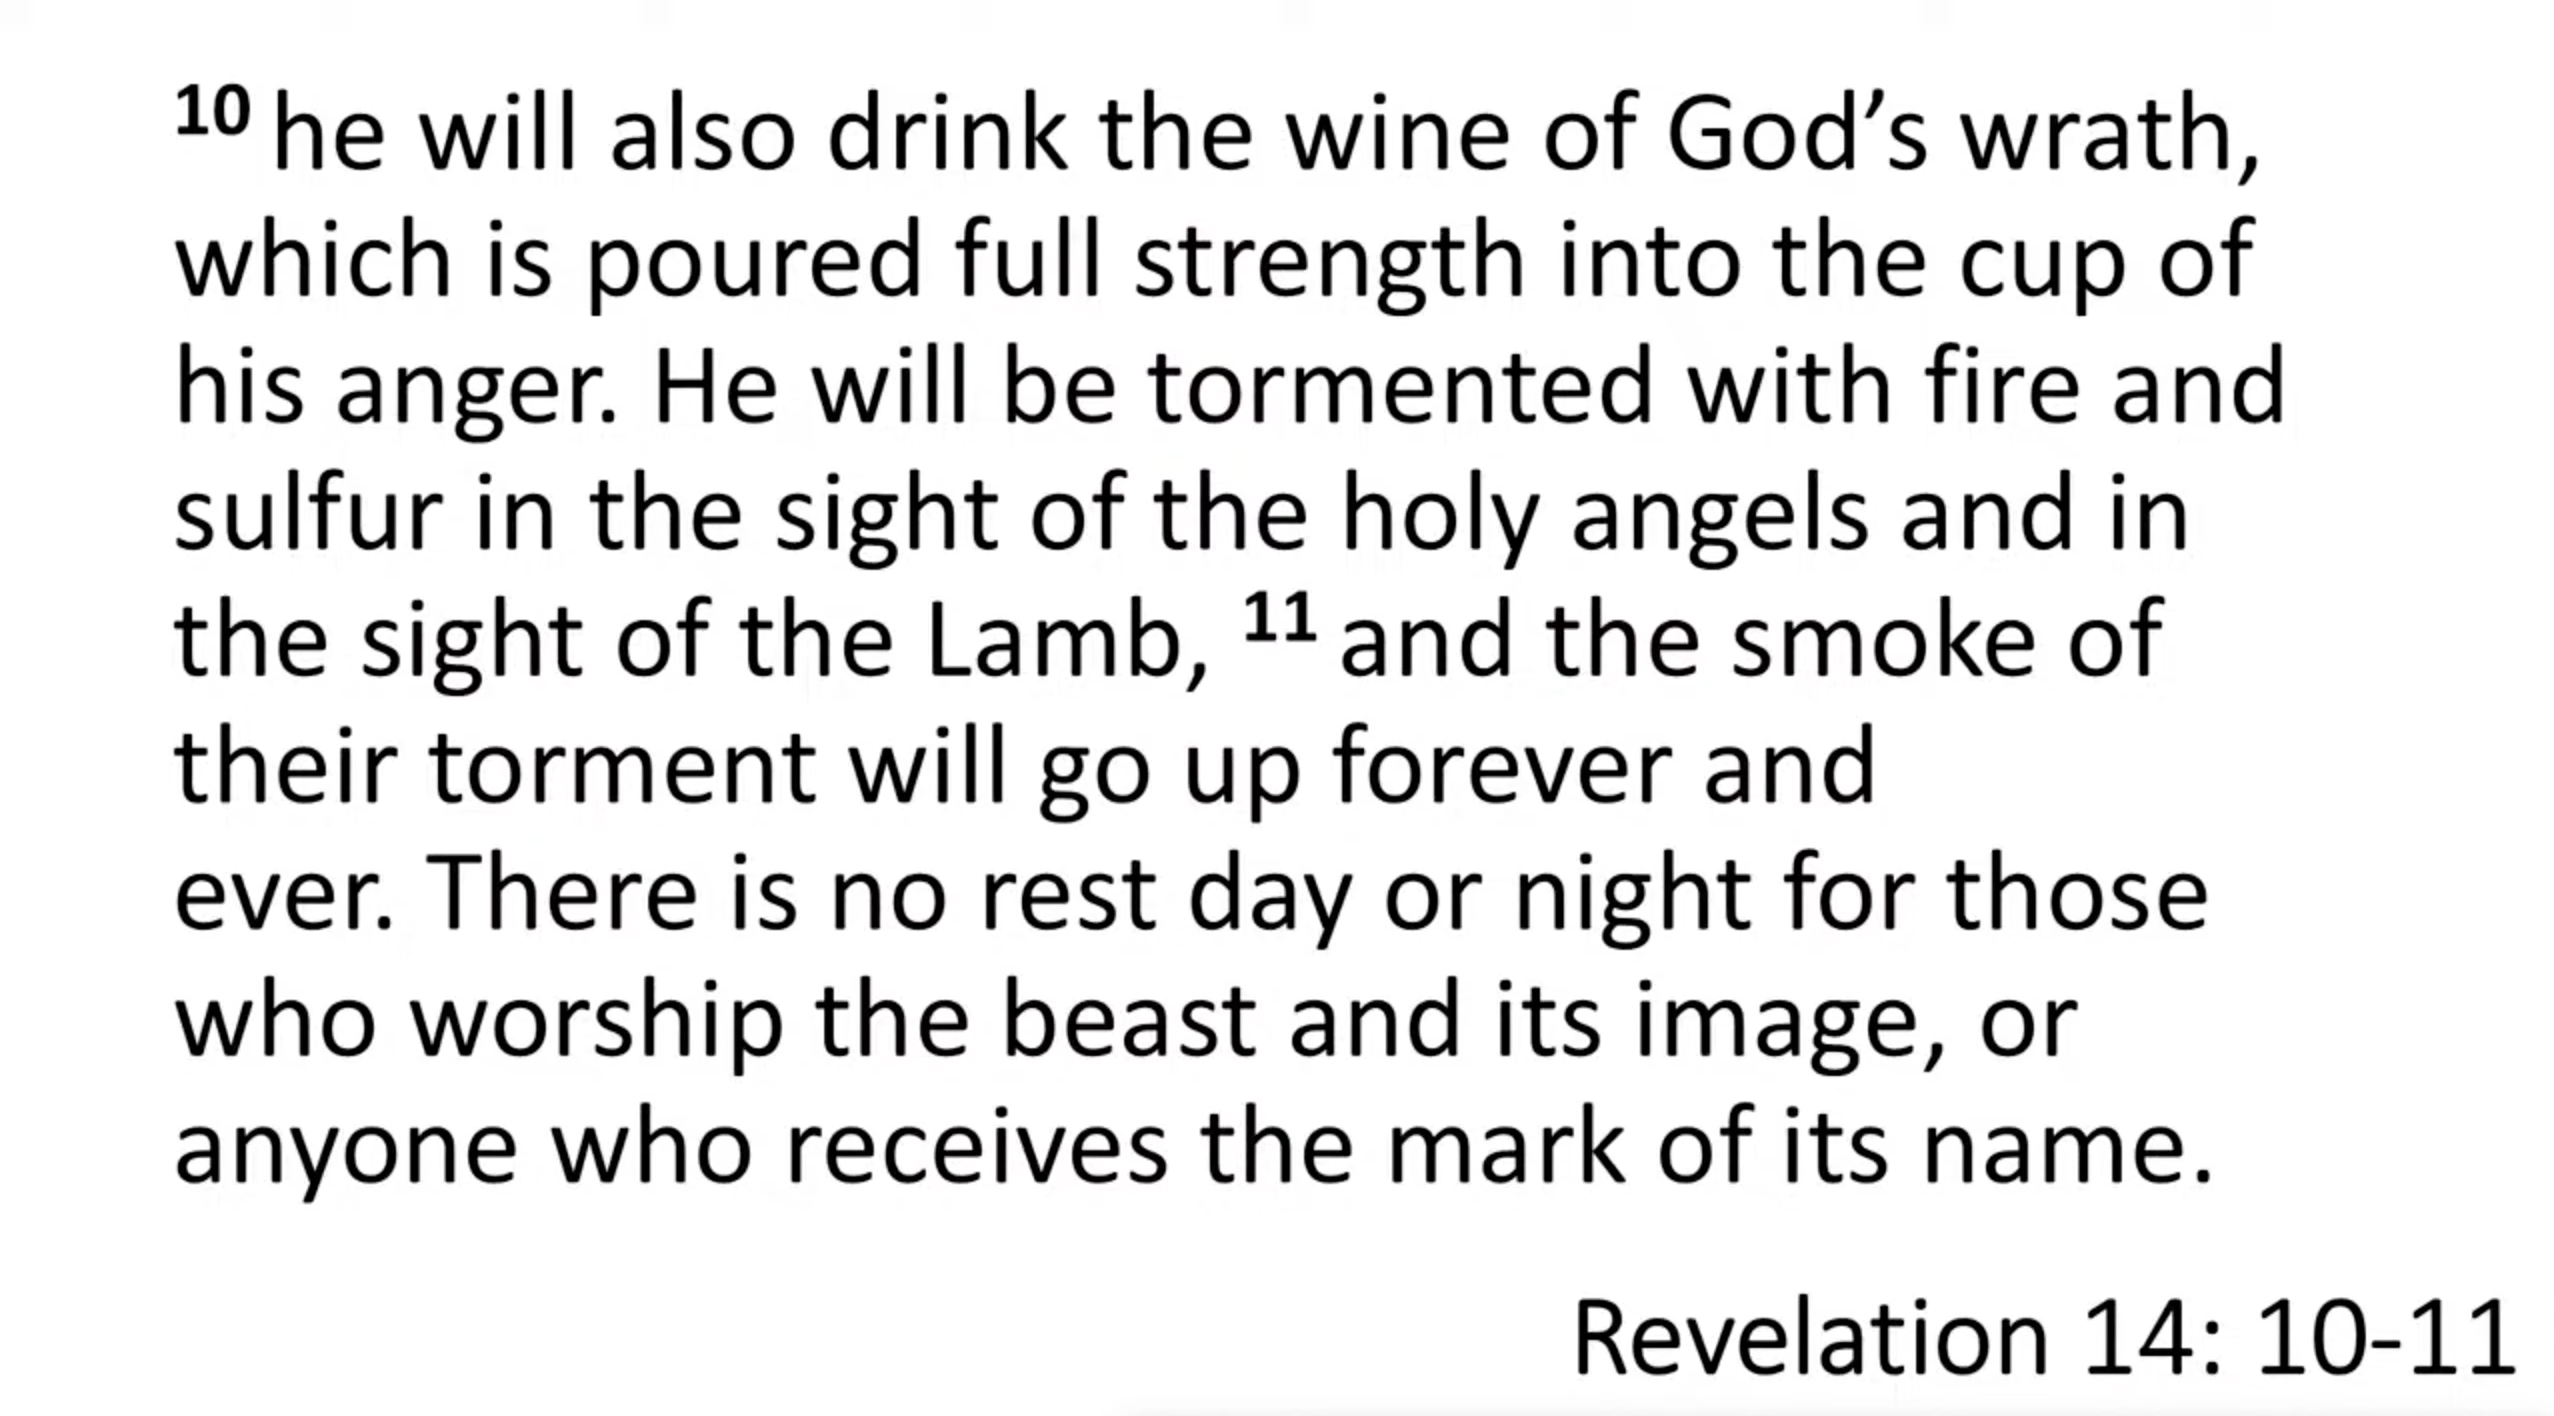 10 he will also drink the wine of God’s wrath,
which is poured full strength into the cup of
his anger. He will be tormented with fire and
sulfur in the sight of the holy angels and in
the sight of the Lamb, 11 and the smoke of
their torment will go up forever and
ever. There is no rest day or night for those
who worship the beast and its image, or
anyone who receives the mark of its name.
Revelation 14: 10-11